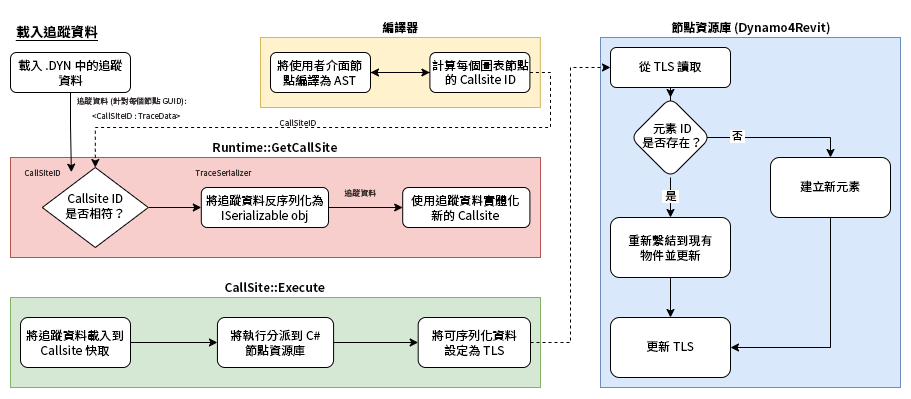 載入追蹤資料
載入 .DYN 中的追蹤
資料
追蹤資料 (針對每個節點 GUID):
<CallSiteID : TraceData>
編譯器
將使用者介面節
點編譯為 AST
計算每個圖表節點
的 Callsite ID
CallSiteID
Runtime::GetCallSite
CallSiteID
Callsite ID
是否相符？
TraceSerializer
將追蹤資料反序列化為
ISerializable obj
追蹤資料
使用追蹤資料實體化
新的 Callsite
CallSite::Execute
將追蹤資料載入到
Callsite 快取
將執行分派到 C#
節點資源庫
將可序列化資料
設定為 TLS
節點資源庫 (Dynamo4Revit)
從 TLS 讀取
元素 ID
是否存在？
否
建立新元素
是
重新繫結到現有
物件並更新
更新 TLS